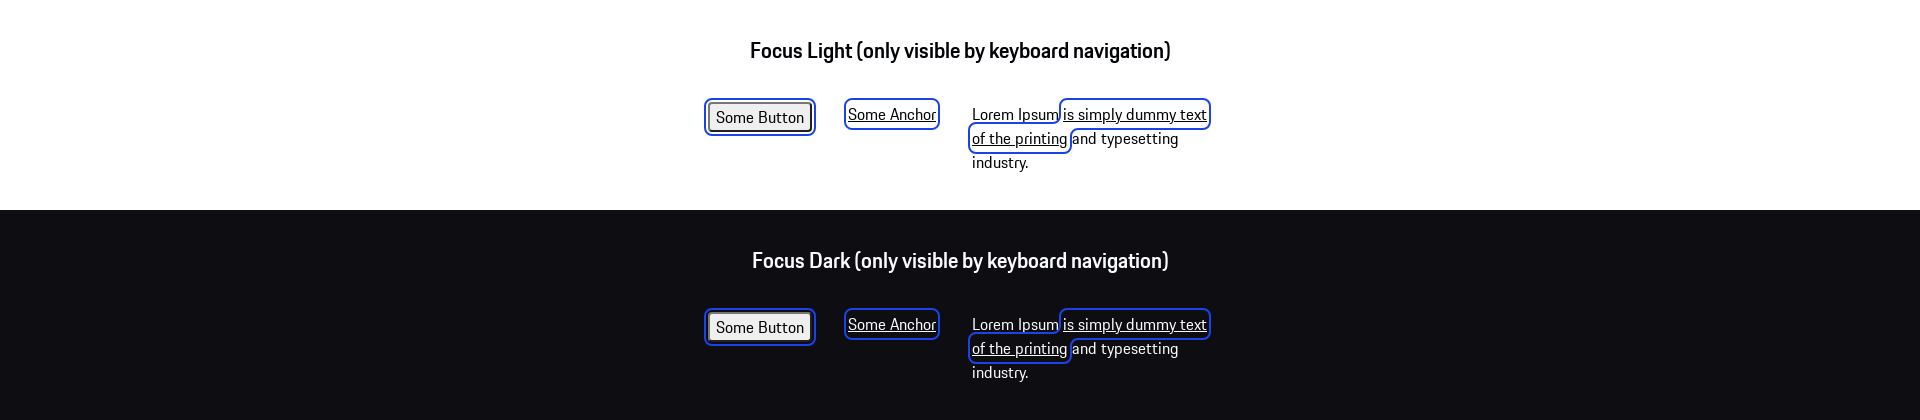 Focus Light (only visible by keyboard navigation)
Some Button
Some Anchor
Lorem Ipsum is simply dummy text
of the printing and typesetting
industry.
Focus Dark (only visible by keyboard navigation)
Some Button
Some Anchor
Lorem Ipsum is simply dummy text
of the printing and typesetting
industry.